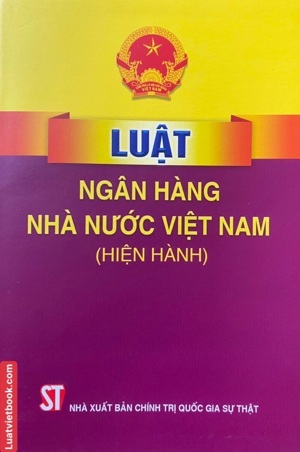 LUẬT
NGÂN HÀNG
NHÀ NƯỚC VIỆT NAM
(HIỆN HÀNH)
ST
NHÀ XUẤT BẢN CHÍNH TRỊ QUỐC GIA SỰ THẬT
Luatvietbook.com